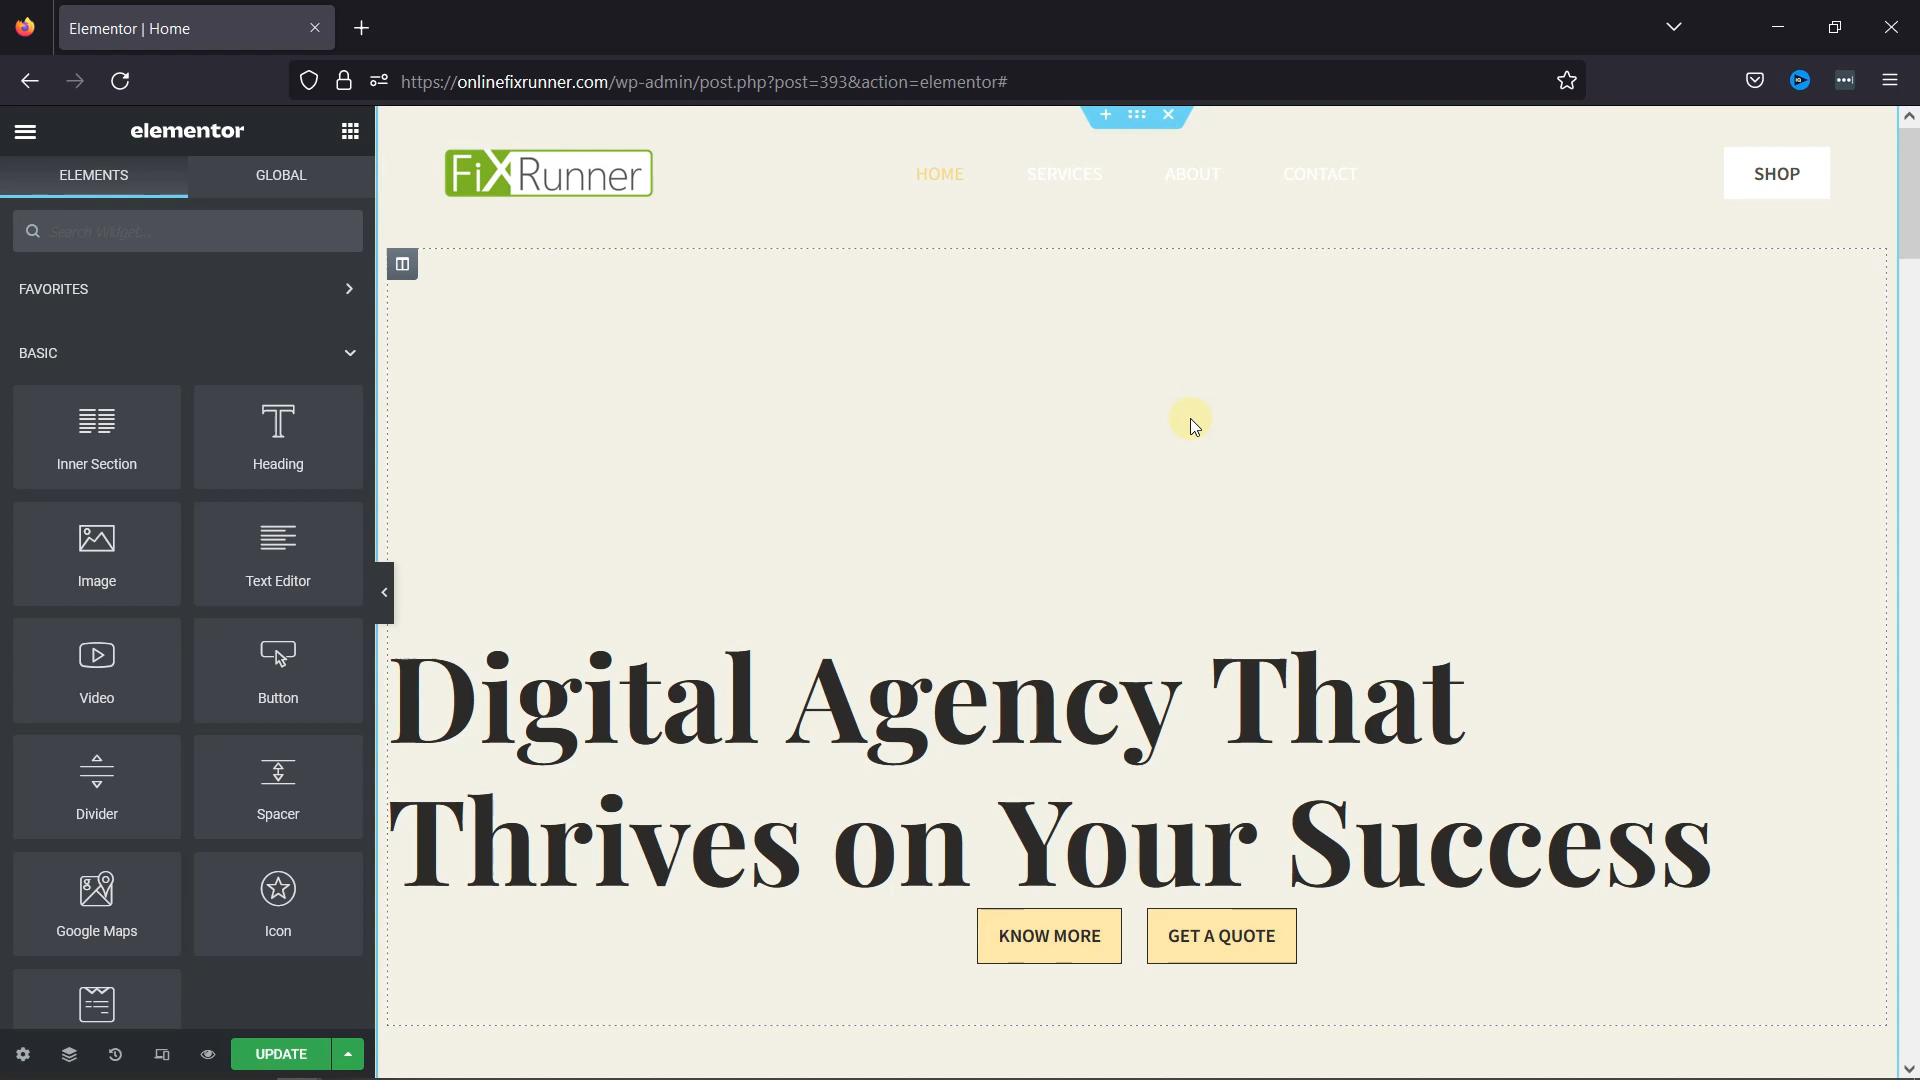 Elementor | Home
https://onlinefixrunner.com/wp-admin/post.php?post=393&action=elementor#
elementor
ELEMENTS
GLOBAL
Search Widget...
FAVORITES
BASIC
Inner Section
Heading
Image
Text Editor
Video
Button
Divider
Spacer
Google Maps
Icon
UPDATE
FiXRunner
HOME
SERVICES
ABOUT
CONTACT
SHOP
Digital Agency That
Thrives on Your Success
KNOW MORE
GET A QUOTE